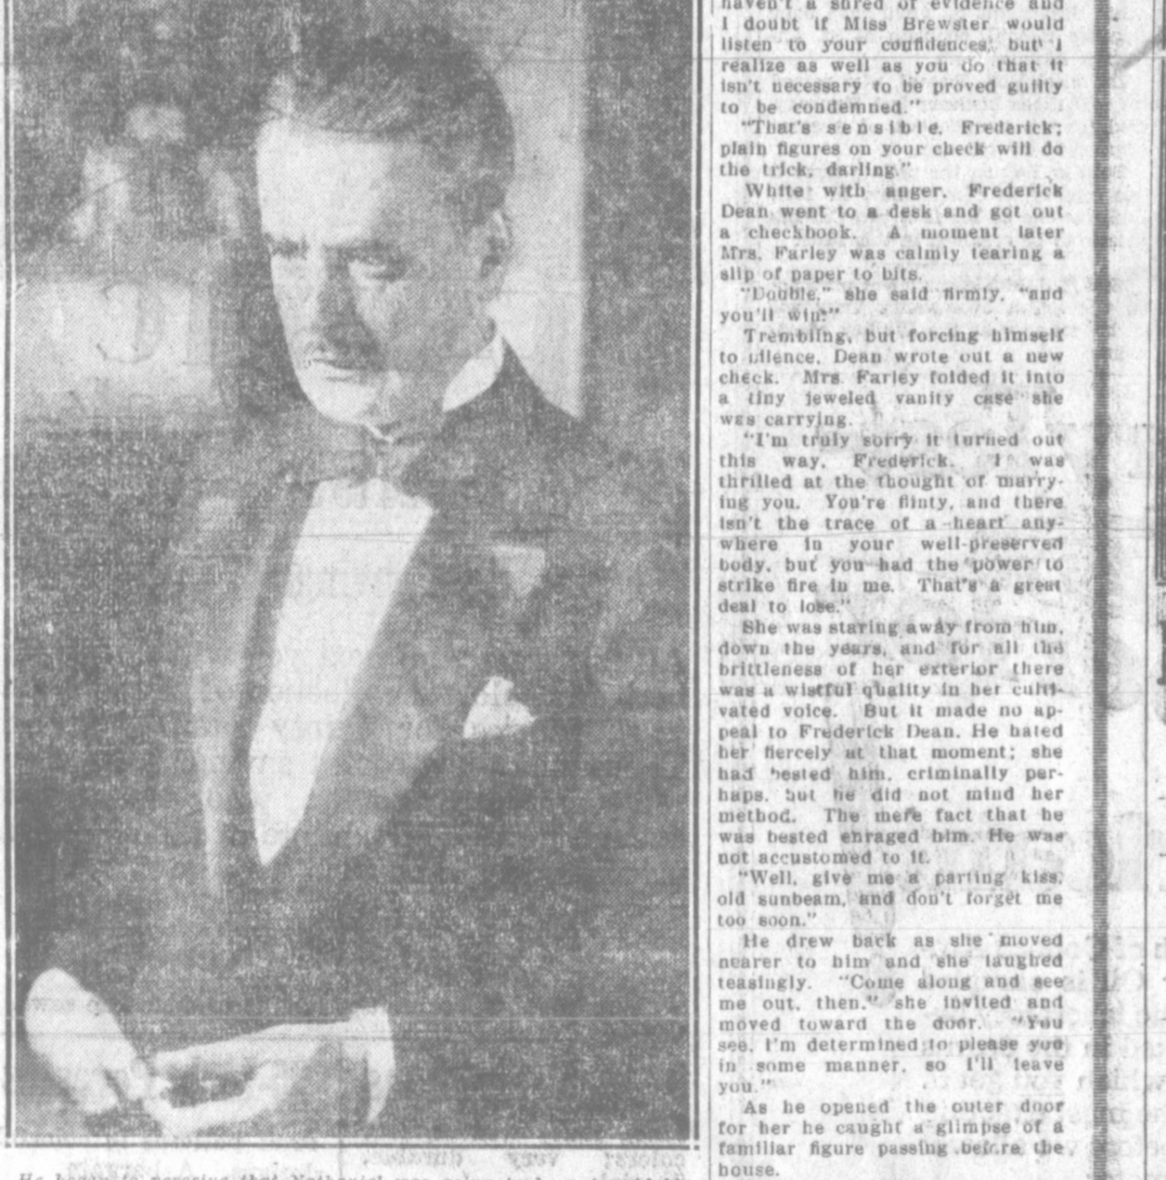 haven't a shred of evidence and
I doubt if Miss Brewster would
listen to your confidences, but I
realize as well as you do that it
isn't necessary to be proved guilty
to be condemned."
"That's sensible, Frederick;
plain figures on your check will do
the trick, darling."
White with anger, Frederick
Dean went to a desk and got out
a checkbook. A moment later
Mrs. Farley was calmly tearing a
slip of paper to bits.
"Double," she said firmly, "and
you'll win!"
Trembling, but forcing himself
to silence, Dean wrote out a new
check. Mrs. Farley folded it into
a tiny jeweled vanity case she
was carrying.
"I'm truly sorry it turned out
this way, Frederick. I was
thrilled at the thought of marry-
ing you. You're flinty, and there
isn't the trace of a heart any-
where in your well-preserved
body, but you had the power to
strike fire in me. That's a great
deal to lose."
She was staring away from him,
down the years, and for all the
brittleness of her exterior there
was a wistful quality in her culti-
vated voice. But it made no ap-
peal to Frederick Dean. He hated
her fiercely at that moment; she
had bested him, criminally per-
haps, but he did not mind her
method. The mere fact that he
was bested enraged him. He was
not accustomed to it.
"Well, give me a parting kiss,
old sunbeam, and don't forget me
too soon."
He drew back as she moved
nearer to him and she laughed
teasingly. "Come along and see
me out, then," she invited and
moved toward the door. "You
see, I'm determined to please you
in some manner, so I'll leave
you."
As he opened the outer door
for her he caught a glimpse of a
familiar figure passing before the
house.